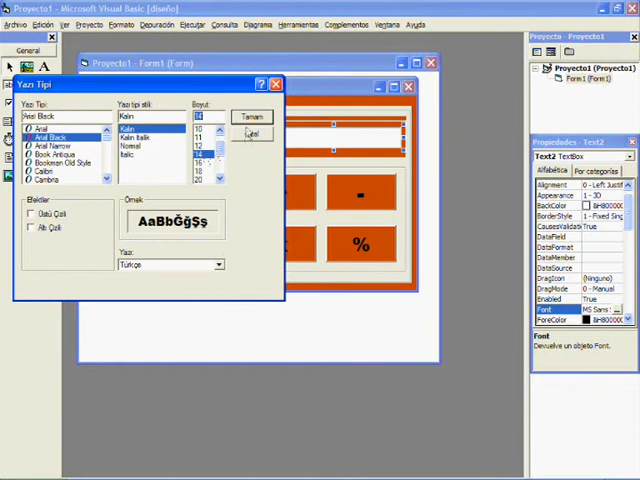 Proyecto1 - Microsoft Visual Basic [diseño]
Archivo Edición Ver Proyecto Formato Depuración Ejecutar Consulta Diagrama Herramientas Complementos Ventana Ayuda
General
Proyecto1 - Form1 (Form)
Yazı Tipi
Yazı Tipi:
Arial Black
Arial
Arial Black
Arial Narrow
Book Antiqua
Bookman Old Style
Calibri
Cambria
Yazı tipi stili:
Kalın
Kalın
Kalın italik
Normal
İtalic
Boyut:
14
10
11
12
14
16
18
20
Tamam
Efektler
Üstü Çizili
Altı Çizili
Örnek
AaBbĞğŞş
Yazı:
Türkçe
-
%
Proyecto - Proyecto1
Proyecto1 (Proyecto1)
Form1 (Form1)
Propiedades - Text2
Text2 TextBox
Alfabética Por categorías
Alignment 0 - Left Justif
Appearance 1 - 3D
BackColor &H800000
BorderStyle 1 - Fixed Sing
CausesValidat True
DataField
DataFormat
DataMember
DataSource
DragIcon (Ninguno)
DragMode 0 - Manual
Enabled True
Font MS Sans S ...
ForeColor &H800000
Font
Devuelve un objeto Font.